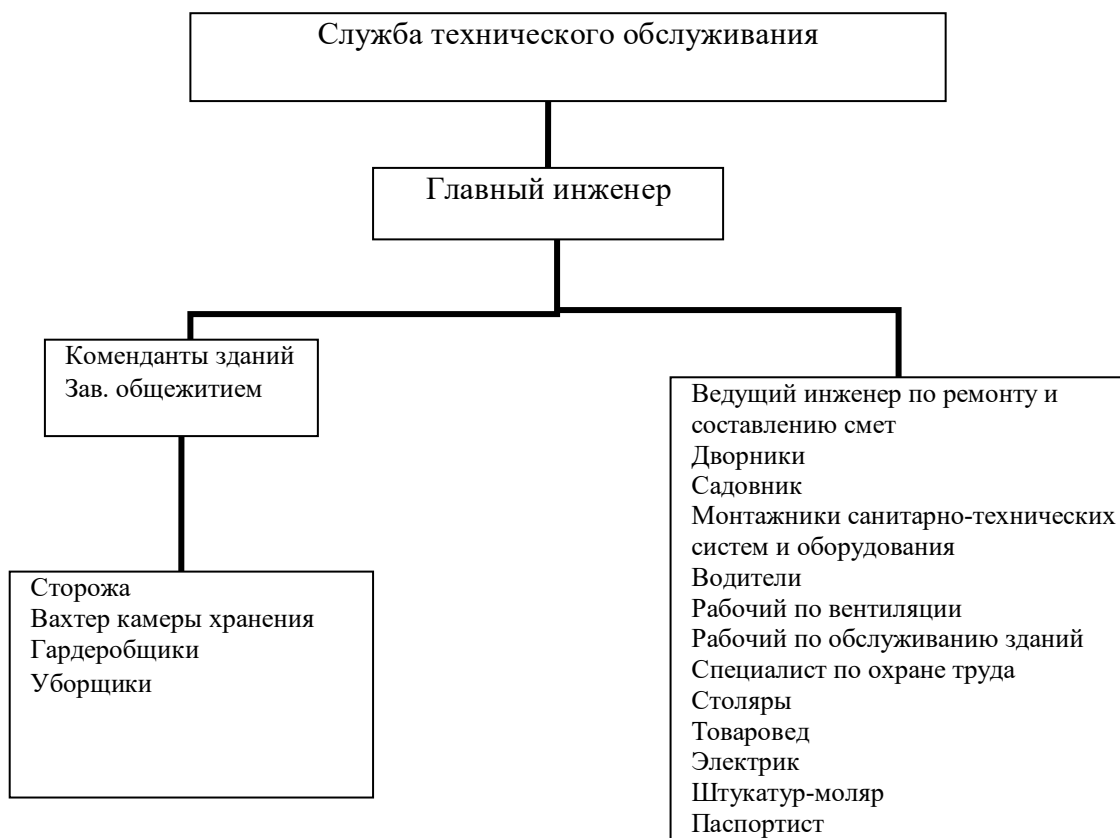 Служба технического обслуживания
Главный инженер
Коменданты зданий
Зав. общежитием
Сторожа
Вахтер камеры хранения
Гардеробщики
Уборщики
Ведущий инженер по ремонту и
составлению смет
Дворники
Садовник
Монтажники санитарно-технических
систем и оборудования
Водители
Рабочий по вентиляции
Рабочий по обслуживанию зданий
Специалист по охране труда
Столяры
Товаровед
Электрик
Штукатур-моляр
Паспортист